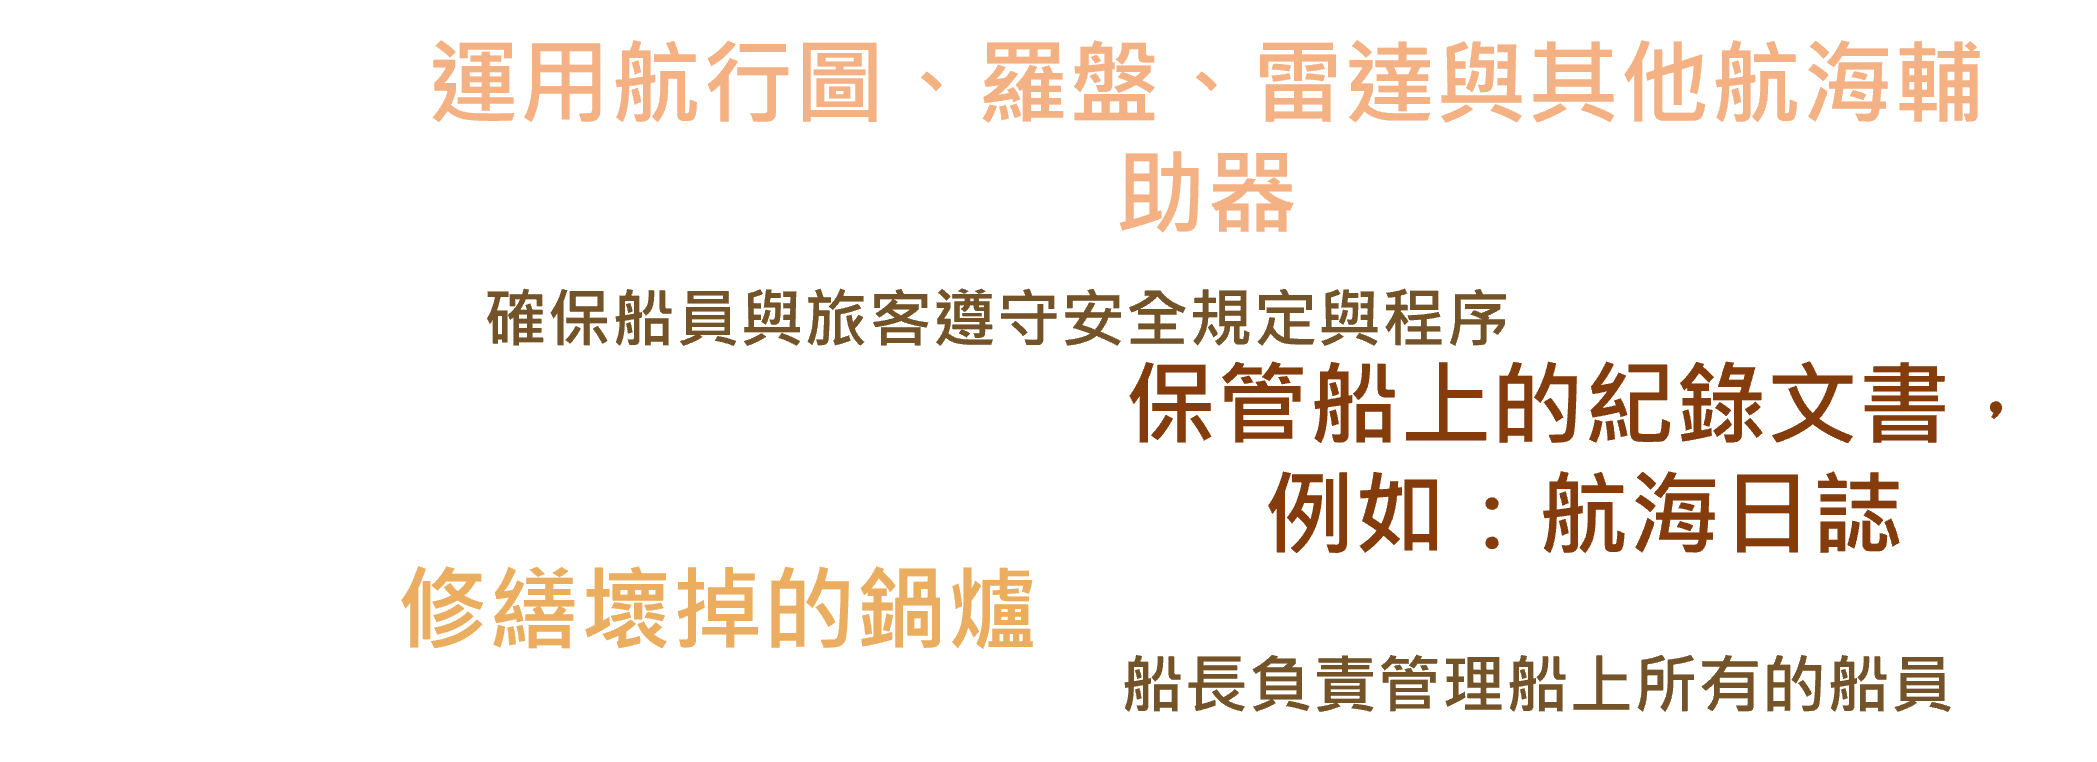 運用航行圖、羅盤、雷達與其他航海輔
助器
確保船員與旅客遵守安全規定與程序
保管船上的紀錄文書，
例如：航海日誌
修繕壞掉的鍋爐
船長負責管理船上所有的船員